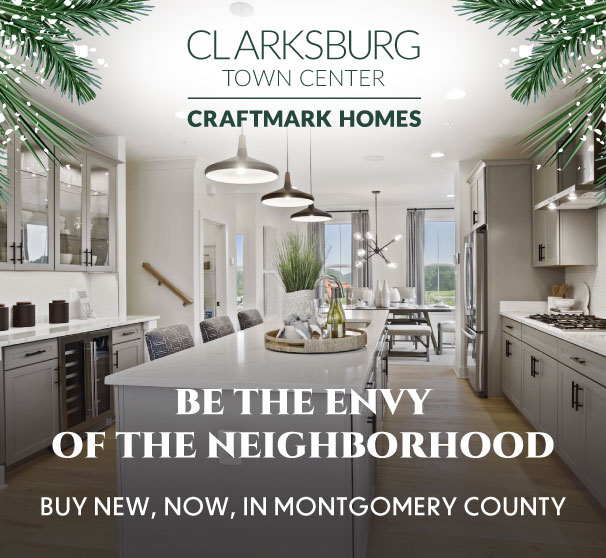 CLARKSBURG
TOWN CENTER
CRAFTMARK HOMES
BE THE ENVY
OF THE NEIGHBORHOOD
BUY NEW, NOW, IN MONTGOMERY COUNTY